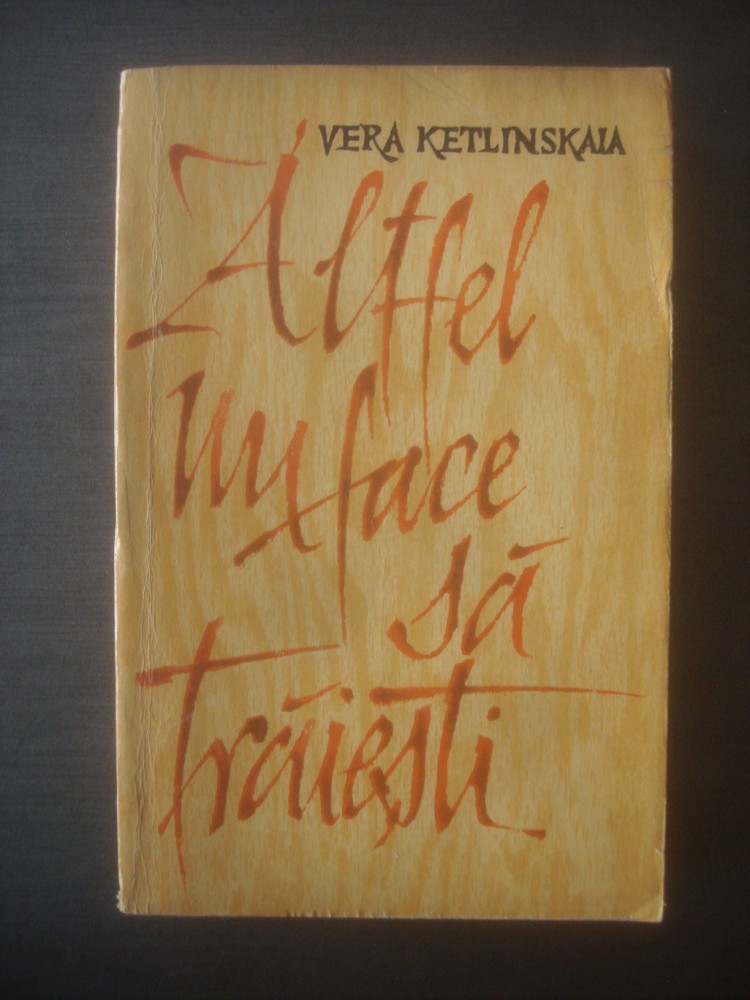 VERA KETLINSKAIA
Altfel
nu face
să
trăiești